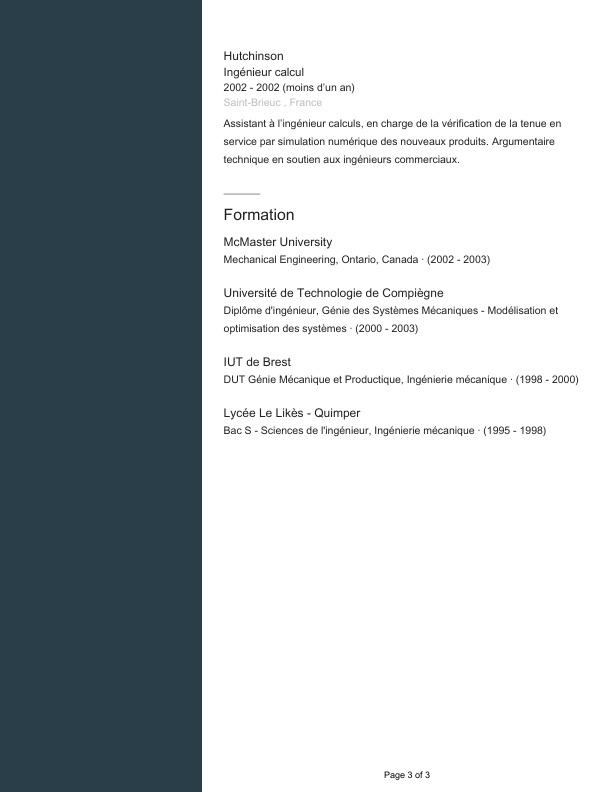 Hutchinson
Ingénieur calcul
2002 - 2002 (moins d'un an)
Saint-Brieuc , France
Assistant à l'ingénieur calculs, en charge de la vérification de la tenue en
service par simulation numérique des nouveaux produits. Argumentaire
technique en soutien aux ingénieurs commerciaux.
Formation
McMaster University
Mechanical Engineering, Ontario, Canada · (2002 - 2003)
Université de Technologie de Compiègne
Diplôme d'ingénieur, Génie des Systèmes Mécaniques - Modélisation et
optimisation des systèmes · (2000 - 2003)
IUT de Brest
DUT Génie Mécanique et Productique, Ingénierie mécanique · (1998 - 2000)
Lycée Le Likès - Quimper
Bac S - Sciences de l'ingénieur, Ingénierie mécanique · (1995 - 1998)
Page 3 of 3